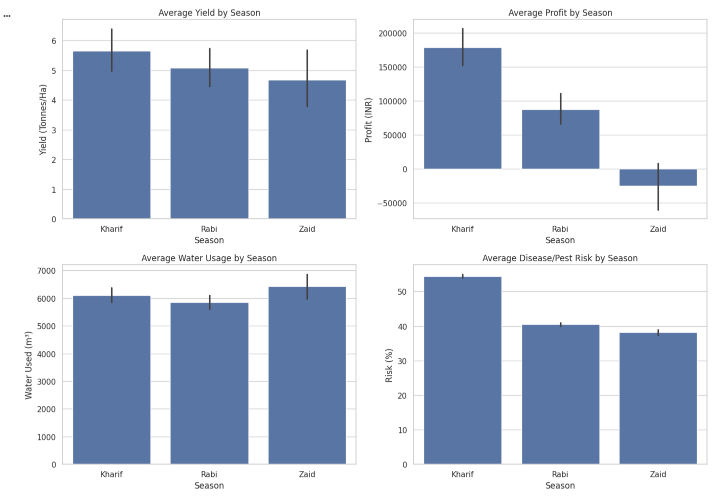 ...
Average Yield by Season
Yield (Tonnes/Ha)
6
5
4
3
2
1
0
Kharif Rabi Zaid
Season
Average Profit by Season
Profit (INR)
200000
150000
100000
50000
0
−50000
Kharif Rabi Zaid
Season
Average Water Usage by Season
Water Used (m³)
7000
6000
5000
4000
3000
2000
1000
0
Kharif Rabi Zaid
Season
Average Disease/Pest Risk by Season
Risk (%)
50
40
30
20
10
0
Kharif Rabi Zaid
Season